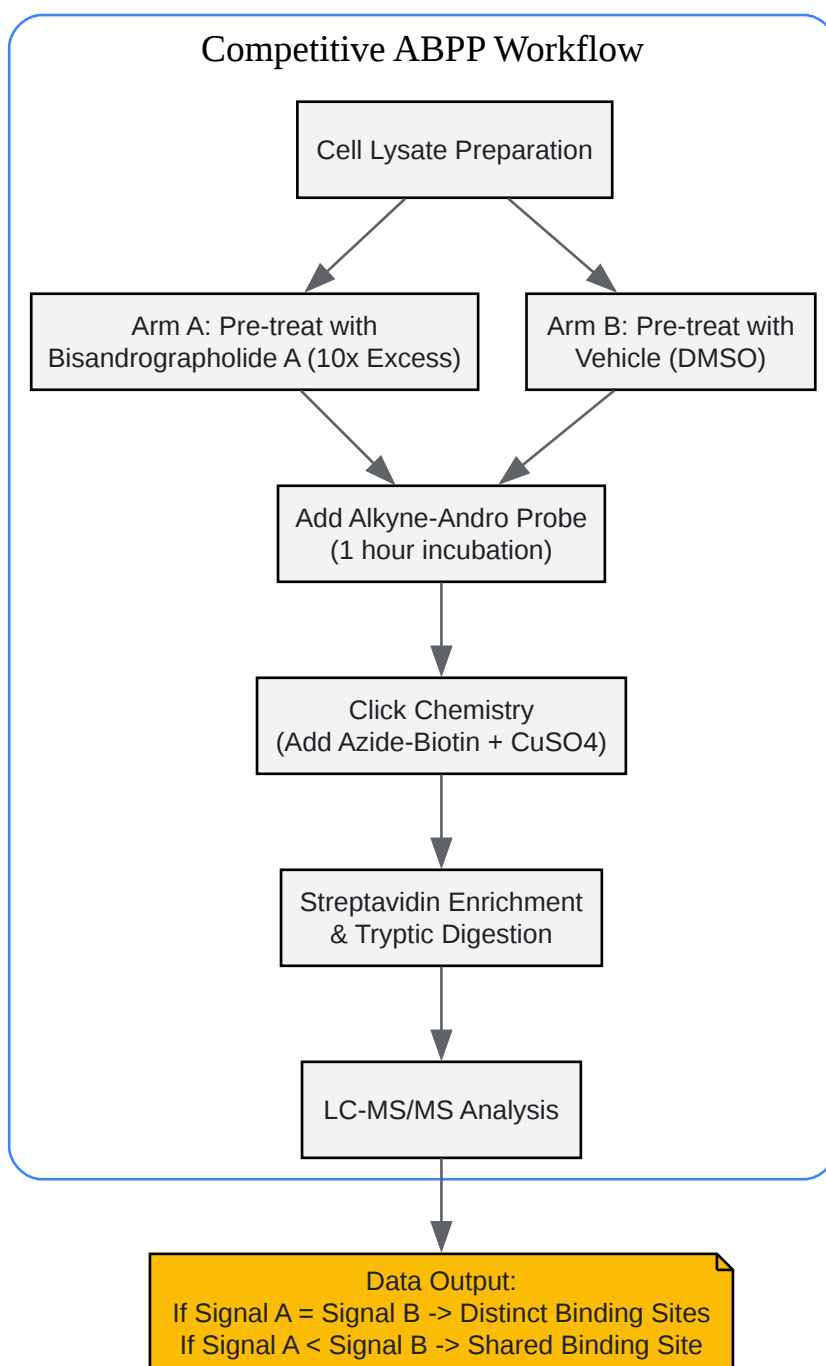 Competitive ABPP Workflow
Cell Lysate Preparation
Arm A: Pre-treat with
Bisandrographolide A (10x Excess)
Arm B: Pre-treat with
Vehicle (DMSO)
Add Alkyne-Andro Probe
(1 hour incubation)
Click Chemistry
(Add Azide-Biotin + CuSO4)
Streptavidin Enrichment
& Tryptic Digestion
LC-MS/MS Analysis
Data Output:
If Signal A = Signal B -> Distinct Binding Sites
If Signal A < Signal B -> Shared Binding Site